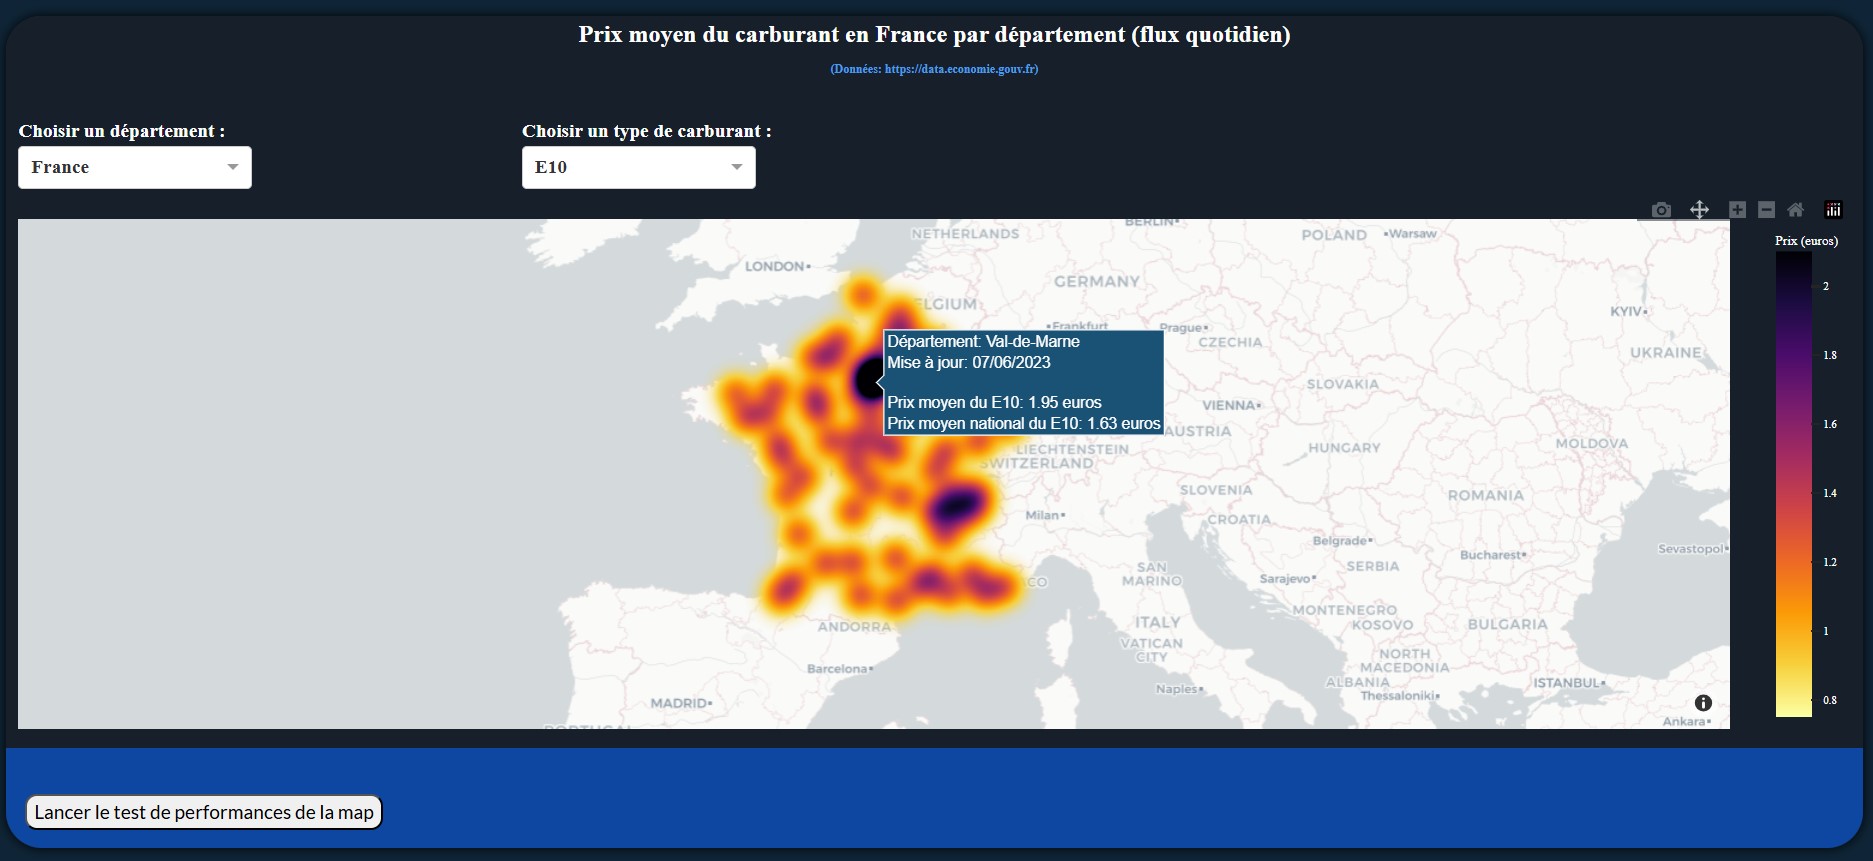 Prix moyen du carburant en France par département (flux quotidien)
(Données: https://data.economie.gouv.fr)
Choisir un département :
Choisir un type de carburant :
France
E10
BERLIN
NETHERLANDS
POLAND
Warsaw
Prix (euros)
LONDON
GERMANY
2
ELGIUM
KYIV
Frankfurt
Prague
CZECHIA
UKRAINE
1.8
Département: Val-de-Marne
Mise à jour: 07/06/2023
Prix moyen du E10: 1.95 euros
Prix moyen national du E10: 1.63 euros
SLOVAKIA
VIENNA
1.6
AUSTRIA
HUNGARY
MOLDOVA
LIECHTENSTEIN
SWITZERLAND
SLOVENIA
ROMANIA
1.4
Milan
CROATIA
Belgrade
Bucharest
Sevastopol
1.2
CO
SAN
MARINO
SERBIA
Sarajevo
MONTENEGRO
KOSOVO
ANDORRA
ITALY
BULGARIA
1
VATICAN
CITY
NORTH
MACEDONIA
Barcelona
ALBANIA
ISTANBUL
Naples
Thessaloniki
MADRID
0.8
Ankara
PORTUGAL
Lancer le test de performances de la map